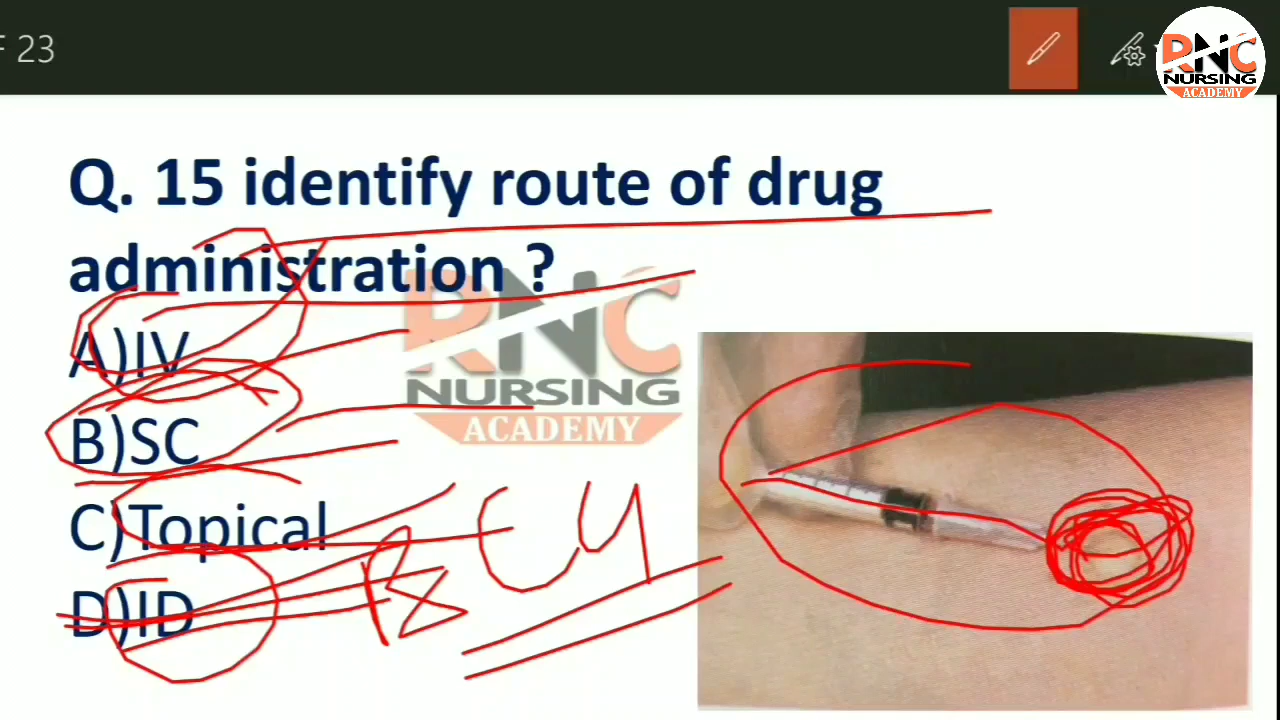 F 23
RNC
NURSING
ACADEMY
Q. 15 identify route of drug
administration ?
A)IV
B)SC
C)Topical
D)ID
RNC
NURSING
ACADEMY